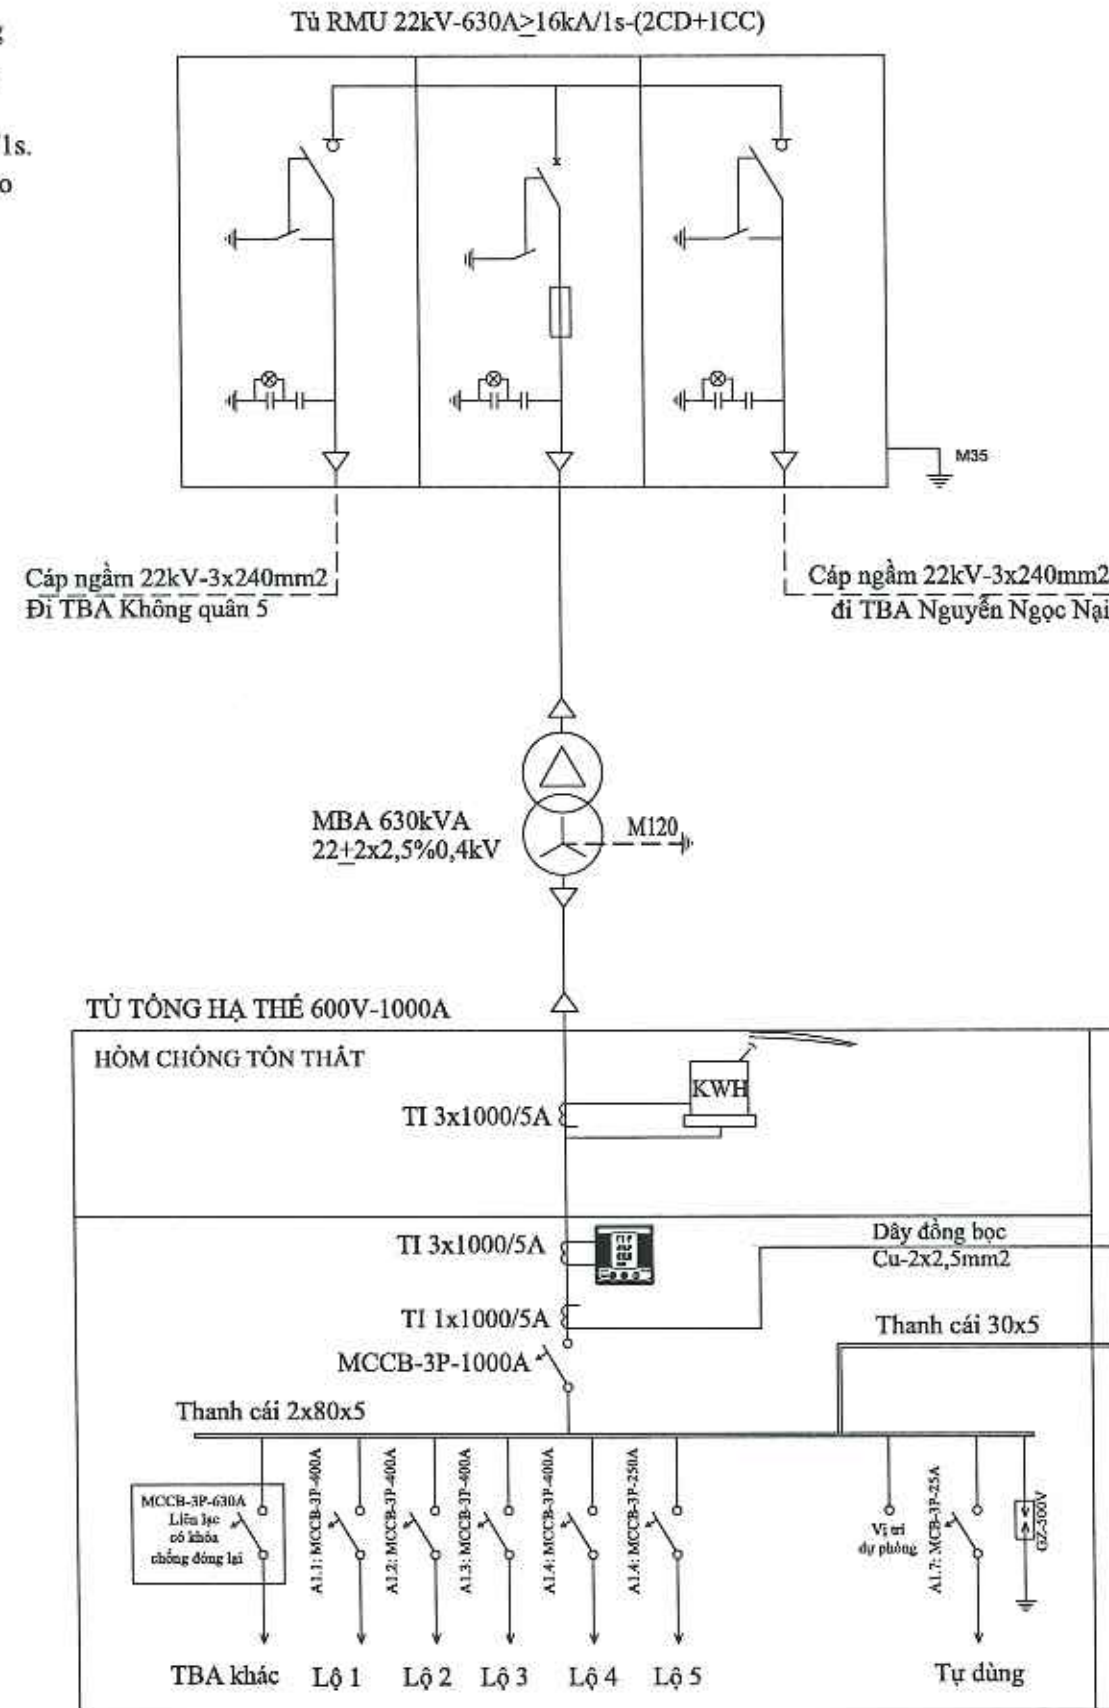 Tủ RMU 22kV-630A≥16kA/1s-(2CD+1CC)
1s.
M35
Cáp ngầm 22kV-3x240mm2
Đi TBA Không quân 5
Cáp ngầm 22kV-3x240mm2
đi TBA Nguyễn Ngọc Nại
MBA 630kVA
22±2x2,5%0,4kV
M120
TỦ TỔNG HẠ THẾ 600V-1000A
HÒM CHỐNG TỔN THẤT
KWH
TI 3x1000/5A
TI 3x1000/5A
Dây đồng bọc
Cu-2x2,5mm2
TI 1x1000/5A
Thanh cái 30x5
MCCB-3P-1000A
Thanh cái 2x80x5
MCCB-3P-630A
Liên lạc
có khóa
chống đóng lại
A1.1: MCCB-3P-400A
A1.2: MCCB-3P-400A
A1.3: MCCB-3P-400A
A1.4: MCCB-3P-400A
A1.4: MCCB-3P-250A
Vị trí
dự phòng
A1.7: MCB-3P-25A
GZ-500V
TBA khác
Lộ 1
Lộ 2
Lộ 3
Lộ 4
Lộ 5
Tự dùng